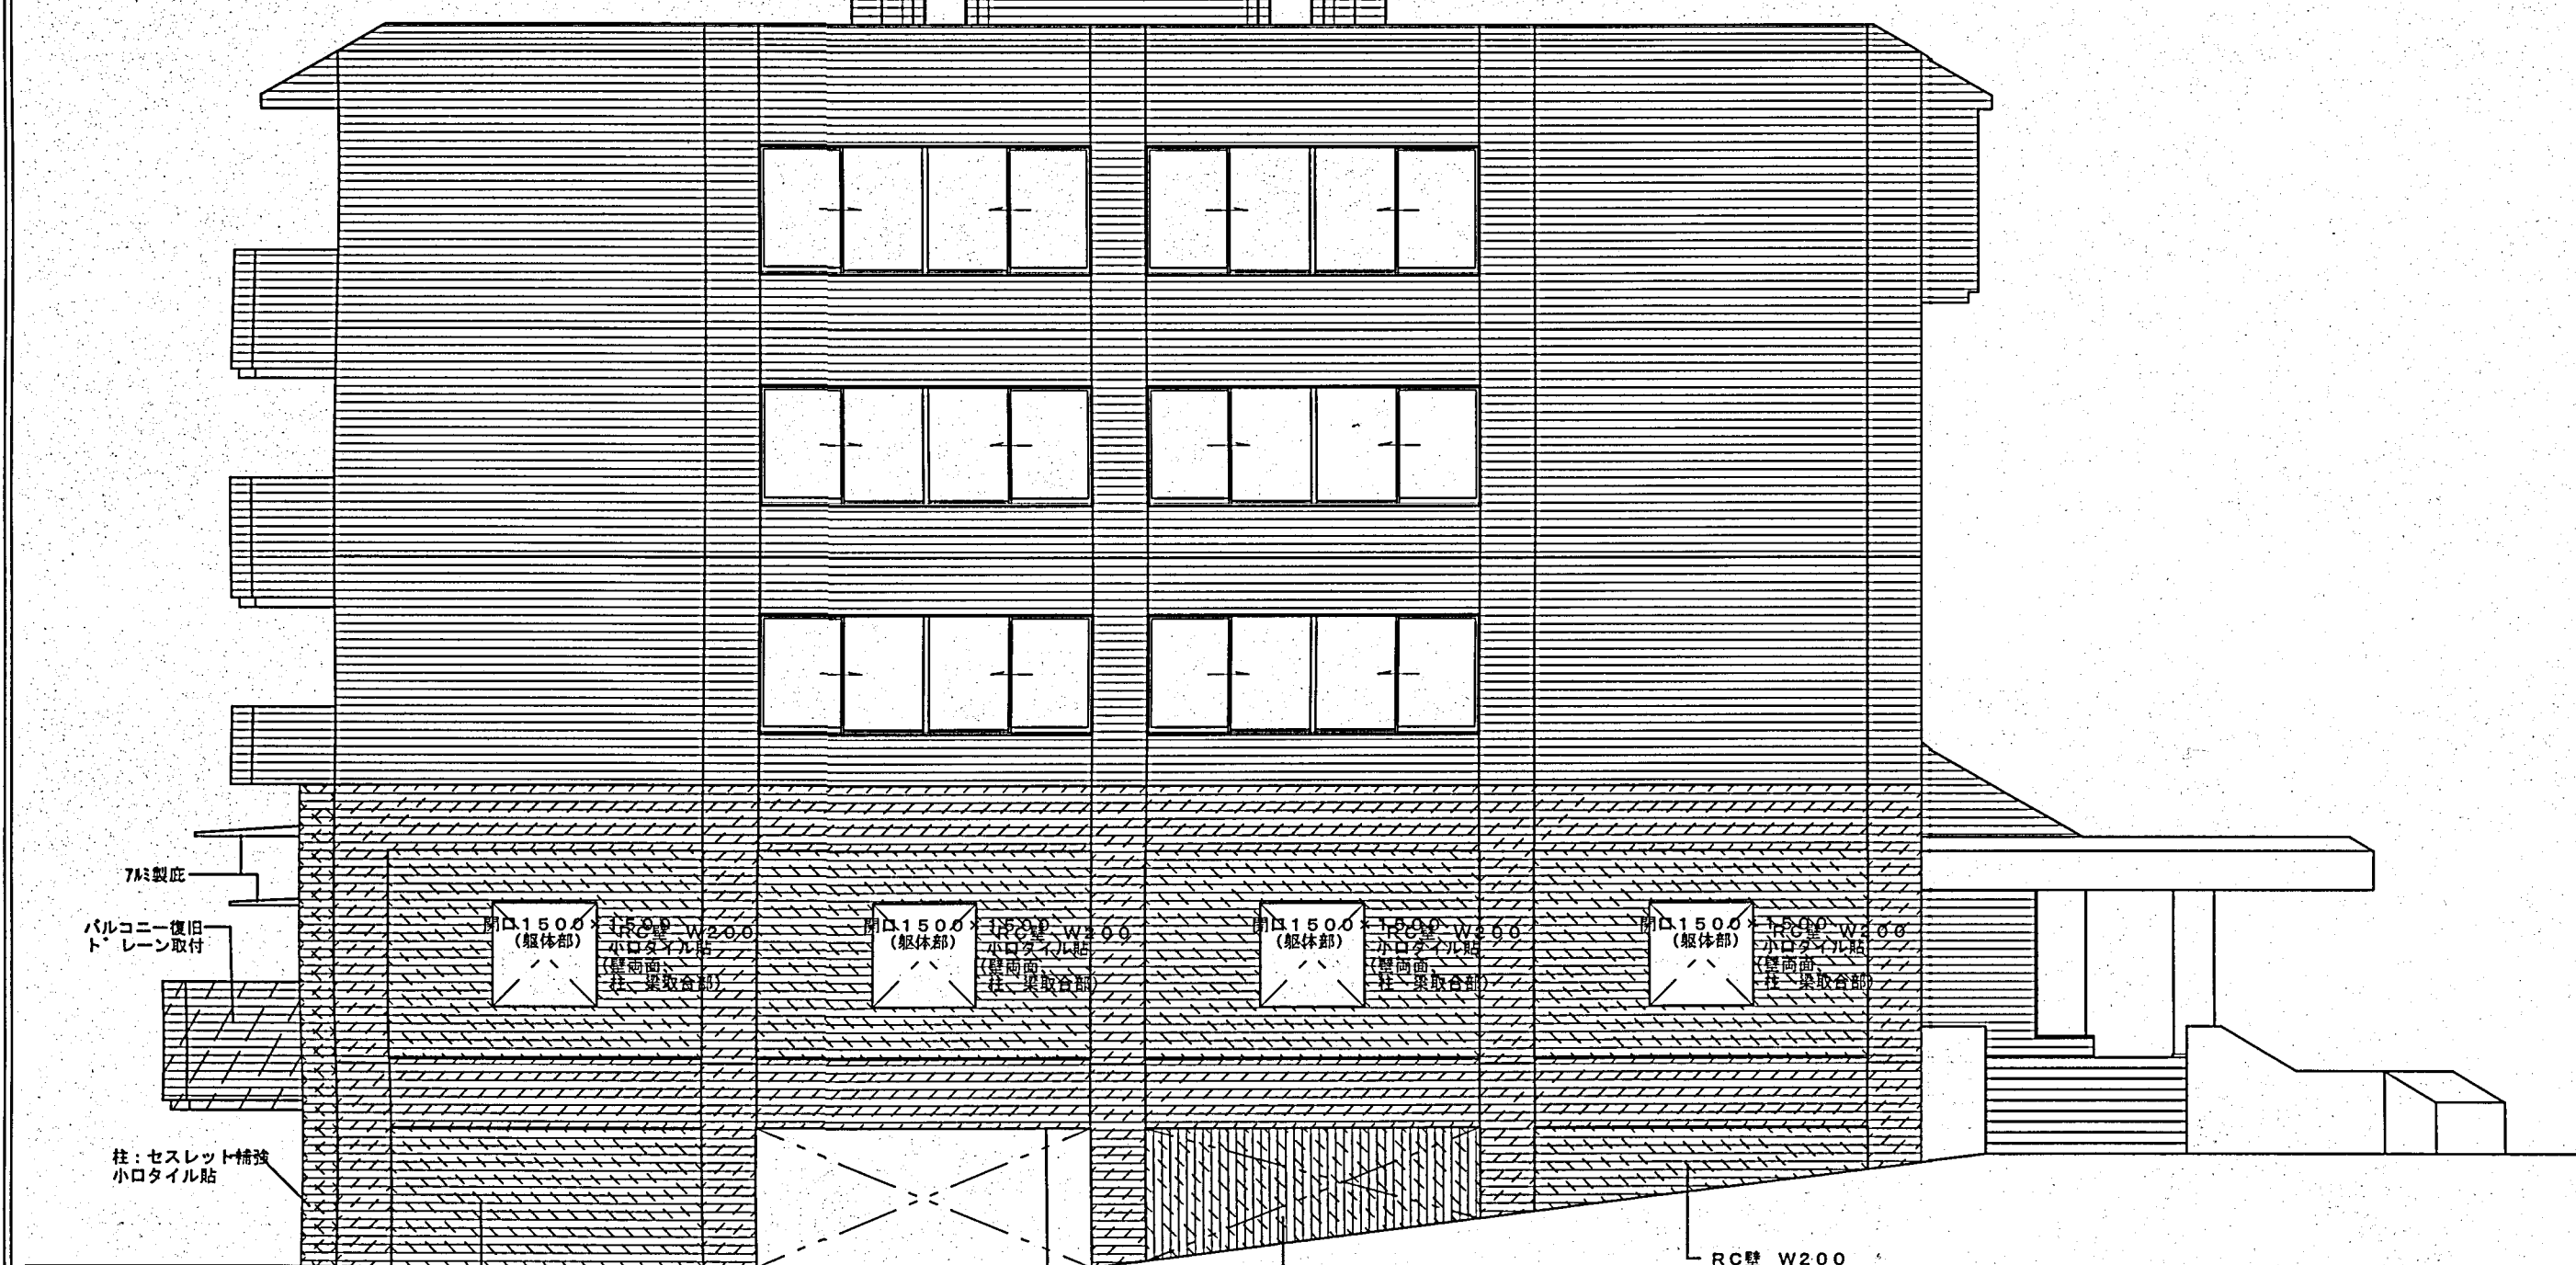 アルミ製庇
バルコニー復旧
ドレーン取付
柱：セスレット補強
小口タイル貼
開口1500×1500
(躯体部)
RC壁 W200
小口タイル貼
(壁両面、
柱、梁取合部)
開口1500×1500
(躯体部)
RC壁 W200
小口タイル貼
(壁両面、
柱、梁取合部)
開口1500×1500
(躯体部)
RC壁 W200
小口タイル貼
(壁両面、
柱、梁取合部)
開口1500×1500
(躯体部)
RC壁 W200
小口タイル貼
(壁両面、
柱、梁取合部)
RC壁 W200